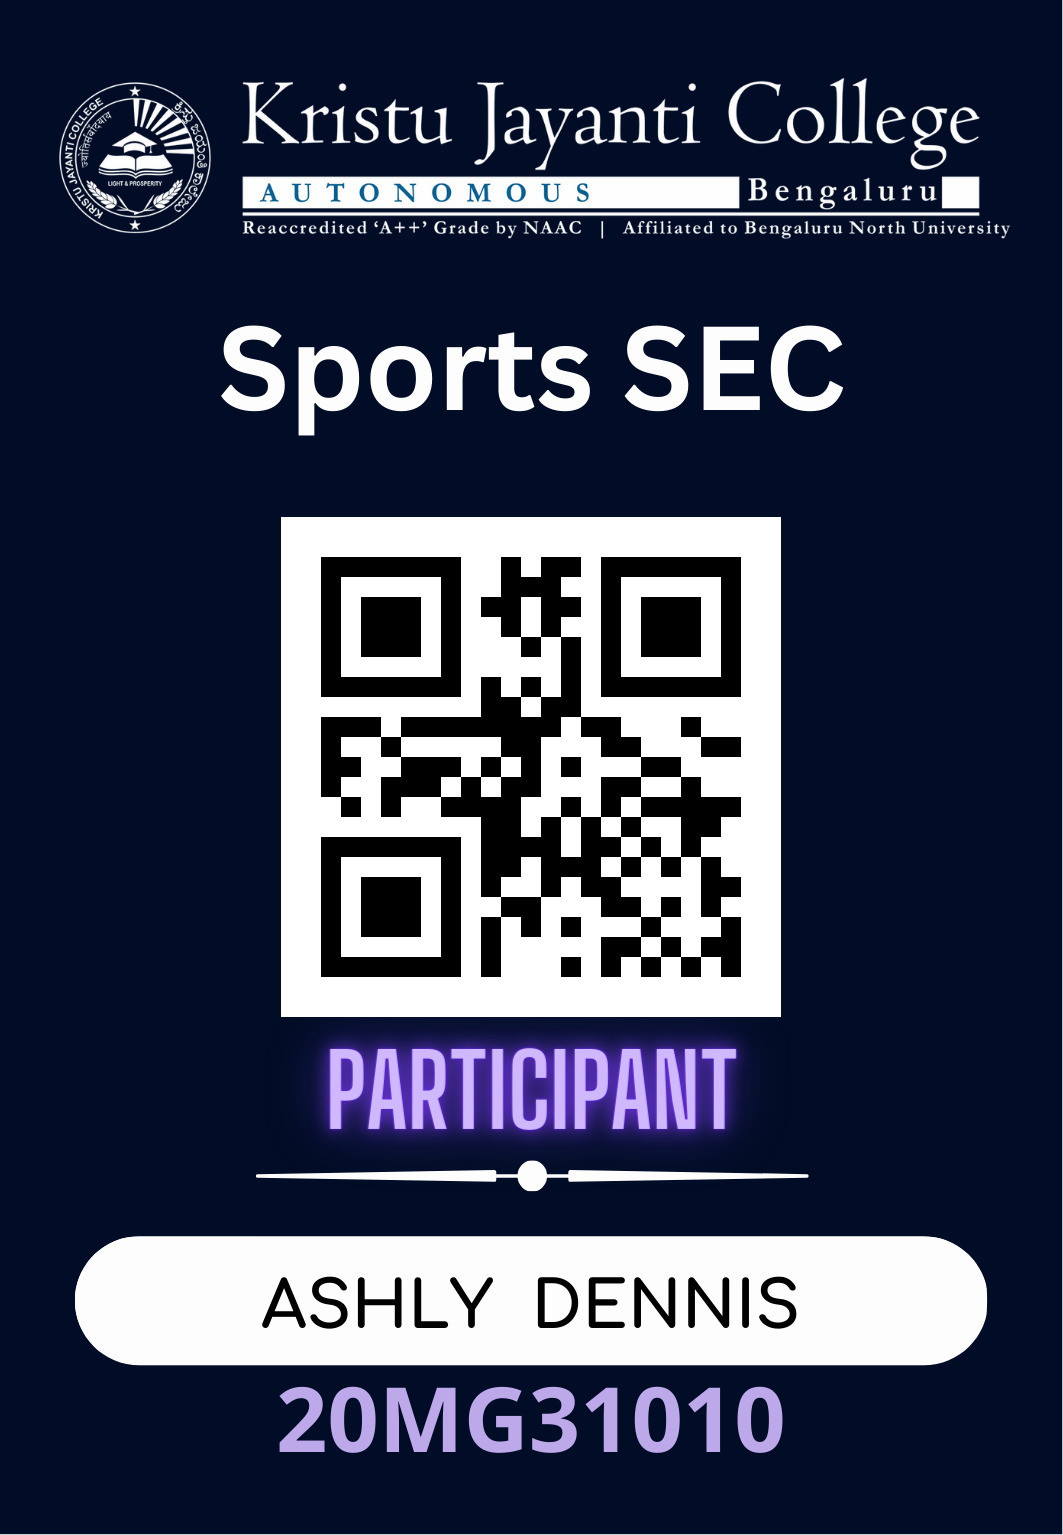 Kristu Jayanti College
AUTONOMOUS Bengaluru
Reaccredited ‘A++’ Grade by NAAC | Affiliated to Bengaluru North University
KRISTU JAYANTI COLLEGE
LIGHT & PROSPERITY
Sports SEC
PARTICIPANT
ASHLY DENNIS
20MG31010